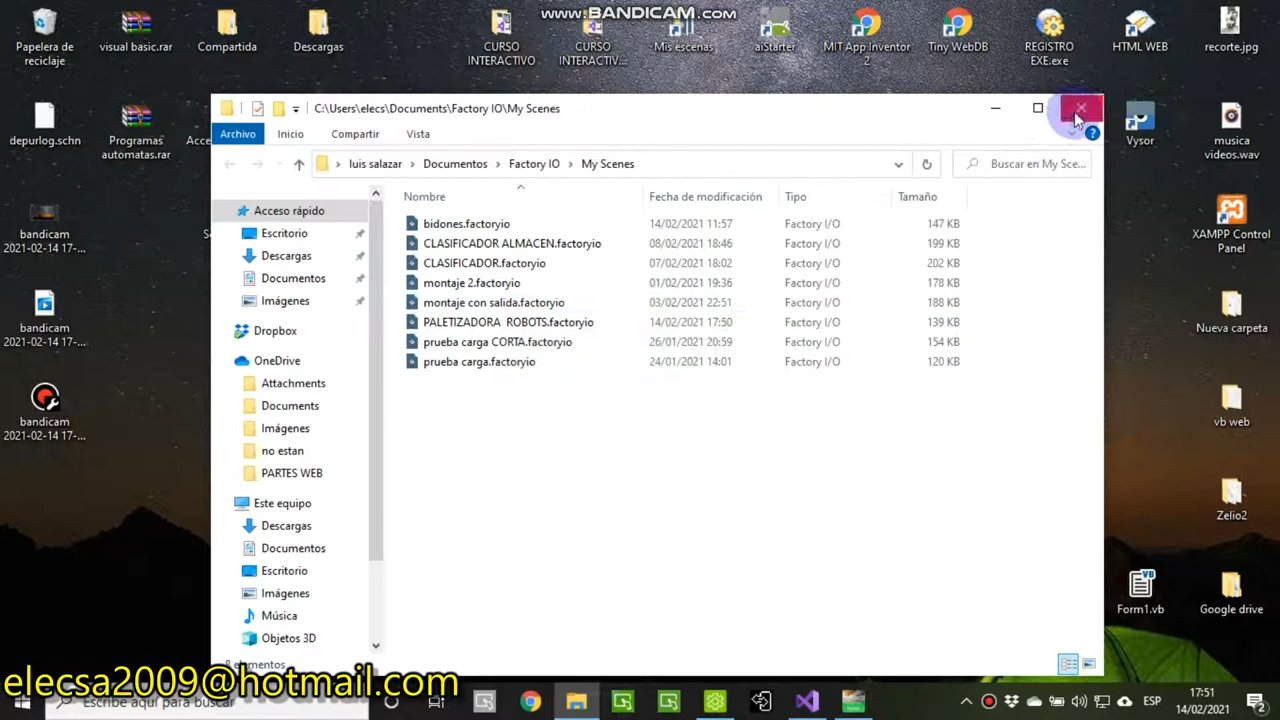 www.BANDICAM.com
Papelera de reciclaje
visual basic.rar
Compartida
Descargas
CURSO INTERACTIVO
CURSO INTERACTIV...
Mis escenas
aiStarter
MIT App Inventor 2
Tiny WebDB
REGISTRO EXE.exe
HTML WEB
recorte.jpg
C:\Users\elecs\Documents\Factory IO\My Scenes
Archivo
Inicio
Compartir
Vista
depurlog.schn
Programas automatas.rar
Vysor
musica videos.wav
luis salazar > Documentos > Factory IO > My Scenes
Buscar en My Sce...
Nombre
Fecha de modificación
Tipo
Tamaño
bidones.factoryio 14/02/2021 11:57 Factory I/O 147 KB
CLASIFICADOR ALMACEN.factoryio 08/02/2021 18:46 Factory I/O 199 KB
CLASIFICADOR.factoryio 07/02/2021 18:02 Factory I/O 202 KB
montaje 2.factoryio 01/02/2021 19:36 Factory I/O 178 KB
montaje con salida.factoryio 03/02/2021 22:51 Factory I/O 188 KB
PALETIZADORA ROBOTS.factoryio 14/02/2021 17:50 Factory I/O 139 KB
prueba carga CORTA.factoryio 26/01/2021 20:59 Factory I/O 154 KB
prueba carga.factoryio 24/01/2021 14:01 Factory I/O 120 KB
Acceso rápido
Escritorio
Descargas
Documentos
Imágenes
Dropbox
OneDrive
Attachments
Documents
Imágenes
no estan
PARTES WEB
Este equipo
Descargas
Documentos
Escritorio
Imágenes
Música
Objetos 3D
bandicam 2021-02-14 17-...
bandicam 2021-02-14 17-...
bandicam 2021-02-14 17-...
XAMPP Control Panel
Nueva carpeta
vb web
Zelio2
Form1.vb
Google drive
elementos
elecsa2009@hotmail.com
Escribe aquí para buscar
ESP
17:51
14/02/2021
2